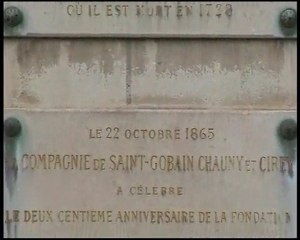 OÙ IL EST MORT EN 1728
LE 22 OCTOBRE 1865
COMPAGNIE DE SAINT-GOBAIN CHAUNY ET CIREY
A CÉLÉBRÉ
LE DEUX CENTIÈME ANNIVERSAIRE DE LA FONDATION